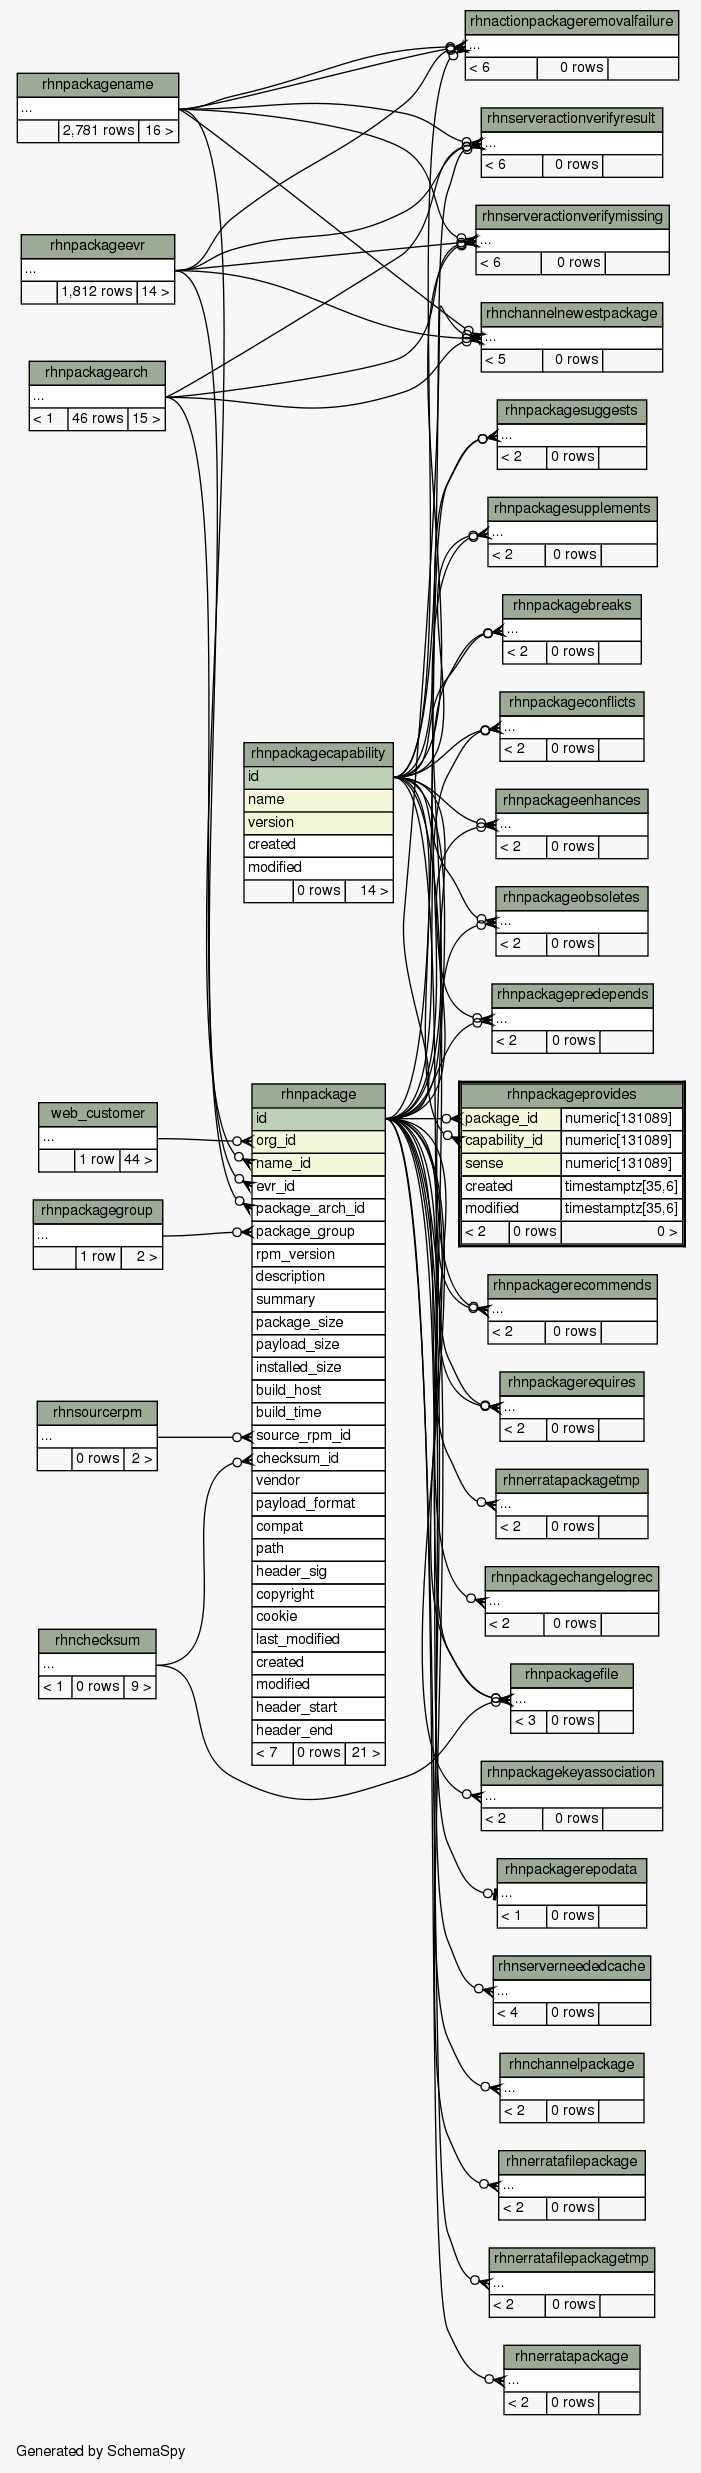 rhnactionpackageremovalfailure
...
< 6 0 rows
rhnpackagename
...
2,781 rows 16 >
rhnserveractionverifyresult
...
< 6 0 rows
rhnserveractionverifymissing
...
< 6 0 rows
rhnpackageevr
...
1,812 rows 14 >
rhnchannelnewestpackage
...
< 5 0 rows
rhnpackagearch
...
< 1 46 rows 15 >
rhnpackagesuggests
...
< 2 0 rows
rhnpackagesupplements
...
< 2 0 rows
rhnpackagebreaks
...
< 2 0 rows
rhnpackageconflicts
...
< 2 0 rows
rhnpackagecapability
id
name
version
created
modified
0 rows 14 >
rhnpackageenhances
...
< 2 0 rows
rhnpackageobsoletes
...
< 2 0 rows
rhnpackagepredepends
...
< 2 0 rows
rhnpackage
id
org_id
name_id
evr_id
package_arch_id
package_group
rpm_version
description
summary
package_size
payload_size
installed_size
build_host
build_time
source_rpm_id
checksum_id
vendor
payload_format
compat
path
header_sig
copyright
cookie
last_modified
created
modified
header_start
header_end
< 7 0 rows 21 >
web_customer
...
1 row 44 >
rhnpackagegroup
...
1 row 2 >
rhnsourcerpm
...
0 rows 2 >
rhnchecksum
...
< 1 0 rows 9 >
rhnpackageprovides
package_id numeric[131089]
capability_id numeric[131089]
sense numeric[131089]
created timestamptz[35,6]
modified timestamptz[35,6]
< 2 0 rows 0 >
rhnpackagerecommends
...
< 2 0 rows
rhnpackagerequires
...
< 2 0 rows
rhnerratapackagetmp
...
< 2 0 rows
rhnpackagechangelogrec
...
< 2 0 rows
rhnpackagefile
...
< 3 0 rows
rhnpackagekeyassociation
...
< 2 0 rows
rhnpackagerepodata
...
< 1 0 rows
rhnserverneededcache
...
< 4 0 rows
rhnchannelpackage
...
< 2 0 rows
rhnerratafilepackage
...
< 2 0 rows
rhnerratafilepackagetmp
...
< 2 0 rows
rhnerratapackage
...
< 2 0 rows
Generated by SchemaSpy